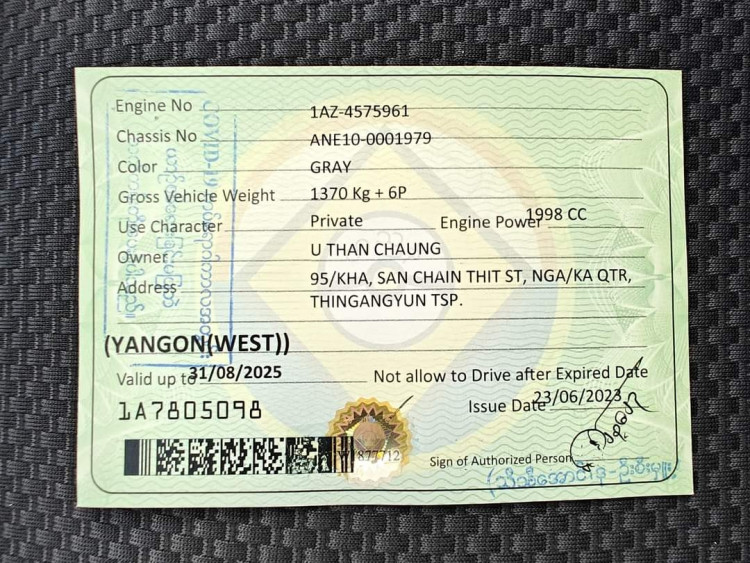 Engine No 1AZ-4575961
Chassis No ANE10-0001979
Color GRAY
Gross Vehicle Weight 1370 Kg + 6P
Use Character Private Engine Power 1998 CC
Owner U THAN CHAUNG
Address 95/KHA, SAN CHAIN THIT ST, NGA/KA QTR,
THINGANGYUN TSP.
(YANGON(WEST))
Valid up to 31/08/2025 Not allow to Drive after Expired Date
1A7805098 Issue Date 23/06/2023
877712 Sign of Authorized Person
COVID-19